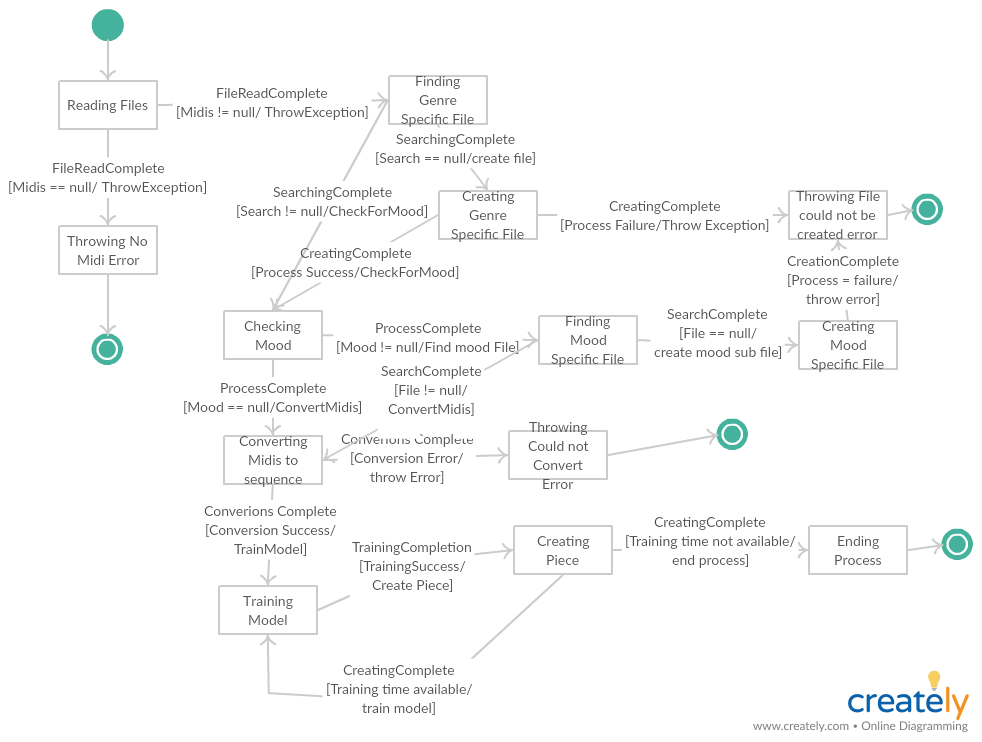 Reading Files
FileReadComplete
[Midis != null/ ThrowException]
Finding
Genre
Specific File
SearchingComplete
[Search == null/create file]
FileReadComplete
[Midis == null/ ThrowException]
Throwing No
Midi Error
SearchingComplete
[Search != null/CheckForMood]
Creating
Genre
Specific File
CreatingComplete
[Process Failure/Throw Exception]
Throwing File
could not be
created error
CreatingComplete
[Process Success/CheckForMood]
CreationComplete
[Process = failure/
throw error]
Checking
Mood
ProcessComplete
[Mood != null/Find mood File]
Finding
Mood
Specific File
SearchComplete
[File == null/
create mood sub file]
Creating
Mood
Specific File
SearchComplete
[File != null/
ConvertMidis]
ProcessComplete
[Mood == null/ConvertMidis]
Converting
Midis to
sequence
Converions Complete
[Conversion Error/
throw Error]
Throwing
Could not
Convert
Error
Converions Complete
[Conversion Success/
TrainModel]
TrainingCompletion
[TrainingSuccess/
Create Piece]
Creating
Piece
CreatingComplete
[Training time not available/
end process]
Ending
Process
Training
Model
CreatingComplete
[Training time available/
train model]
creately
www.creately.com • Online Diagramming